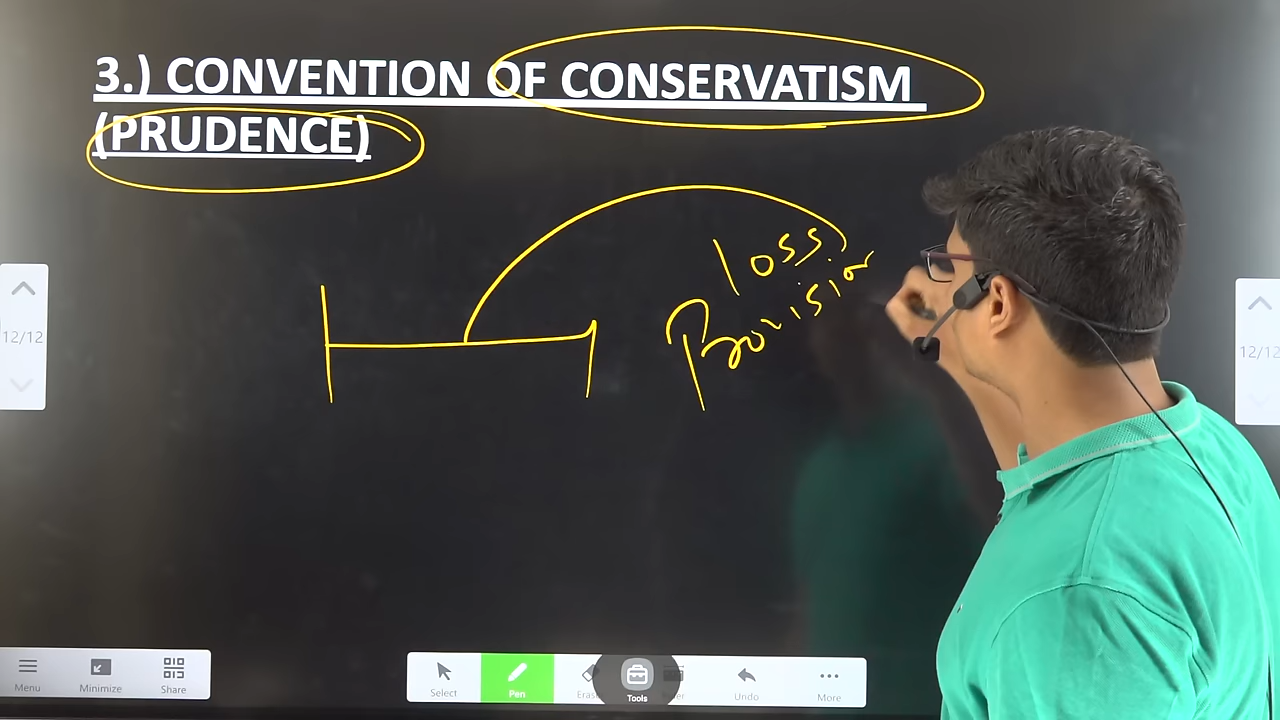 3.) CONVENTION OF CONSERVATISM
(PRUDENCE)
loss
Provision
12/12
12/12
Menu
Minimize
Share
Select
Pen
Tools
Undo
More